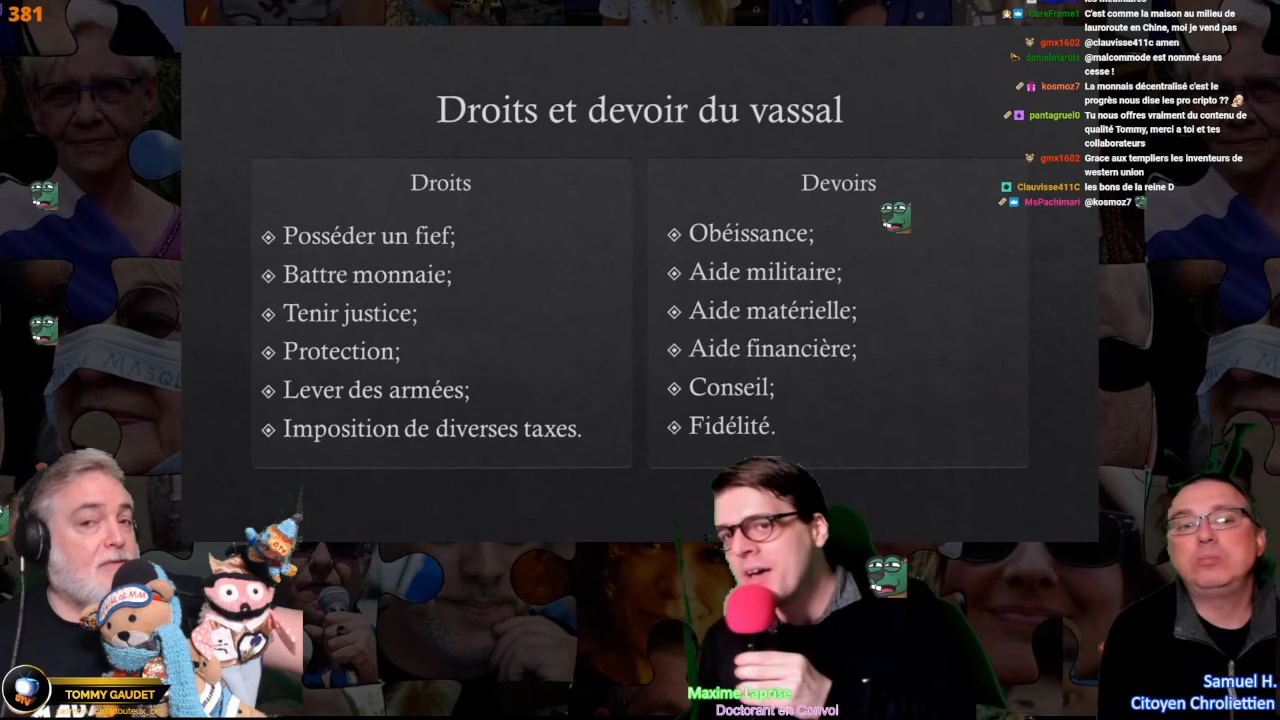 381
Droits et devoir du vassal
Droits
Posséder un fief;
Battre monnaie;
Tenir justice;
Protection;
Lever des armées;
Imposition de diverses taxes.
Devoirs
Obéissance;
Aide militaire;
Aide matérielle;
Aide financière;
Conseil;
Fidélité.
CareFrame1 C'est comme la maison au milieu de
lauroroute en Chine, moi je vend pas
gmx1602 @clauvisse411c amen
danielmarois @malcommode est nommé sans
cesse !
kosmoz7 La monnais décentralisé c'est le
progrès nous dise les pro cripto ??
pantagruel0 Tu nous offres vraiment du contenu de
qualité Tommy, merci a toi et tes
collaborateurs
gmx1602 Grace aux templiers les inventeurs de
western union
Clauvisse411C les bons de la reine D
MsPachimari @kosmoz7
TOMMY GAUDET
Maxime Laprise
Doctorant en Convoi
Samuel H.
Citoyen Chroliettien